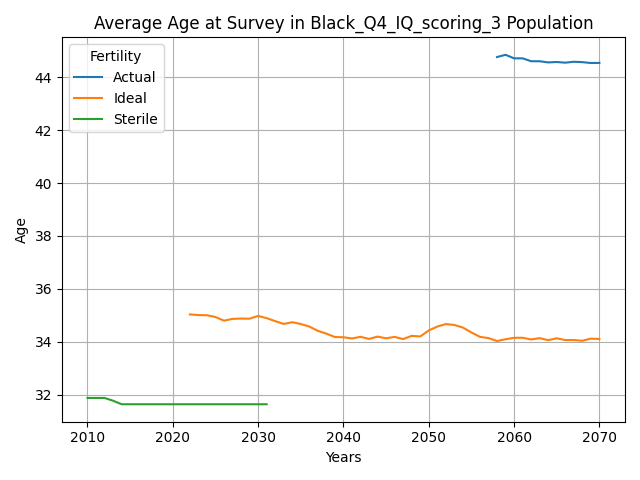 Average Age at Survey in Black_Q4_IQ_scoring_3 Population
Fertility
Actual
Ideal
Sterile
Age
44
42
40
38
36
34
32
2010 2020 2030 2040 2050 2060 2070
Years